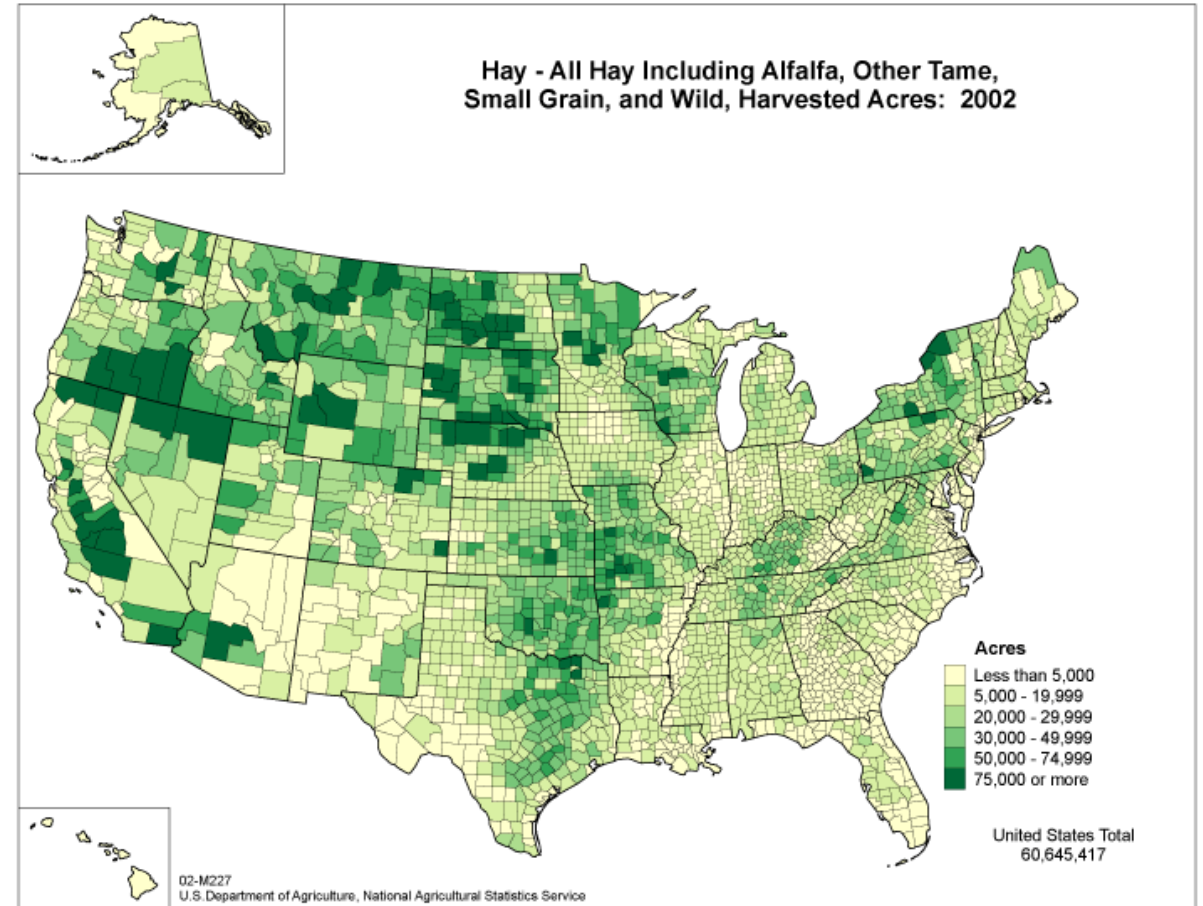 Hay - All Hay Including Alfalfa, Other Tame,
Small Grain, and Wild, Harvested Acres:  2002
Acres
Less than 5,000
5,000 - 19,999
20,000 - 29,999
30,000 - 49,999
50,000 - 74,999
75,000 or more
United States Total
60,645,417
02-M227
U.S.Department of Agriculture, National Agricultural Statistics Service